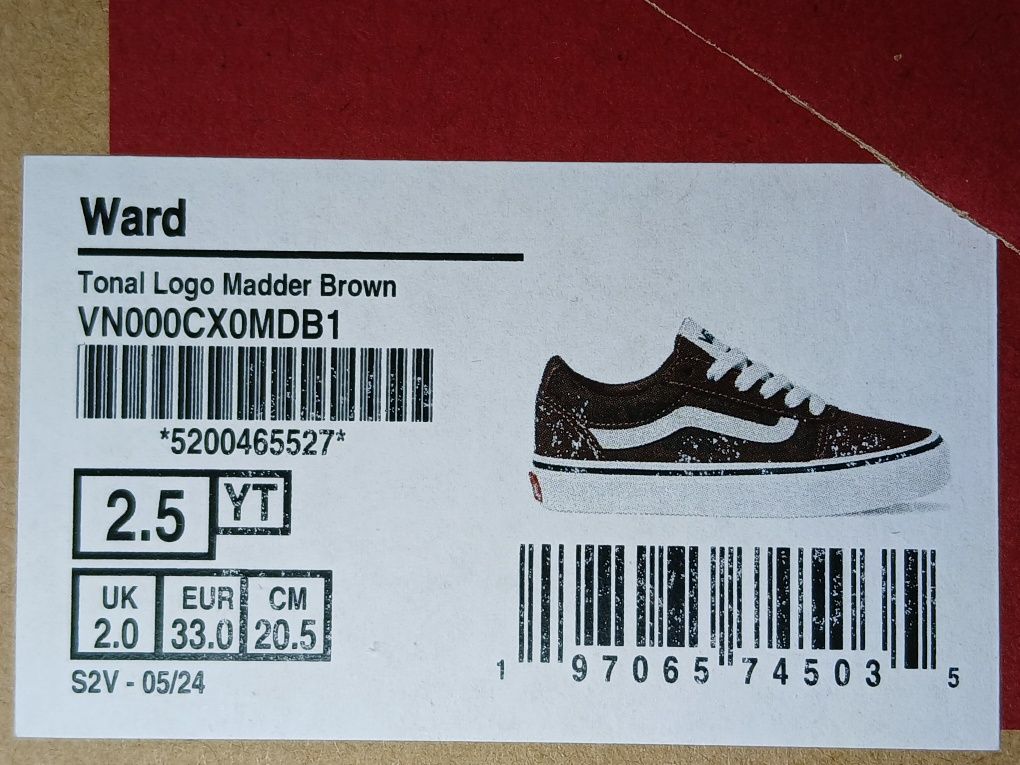 Ward
Tonal Logo Madder Brown
VN000CX0MDB1
*5200465527*
2.5 YT
UK EUR CM
2.0 33.0 20.5
S2V - 05/24
1 97065 74503 5